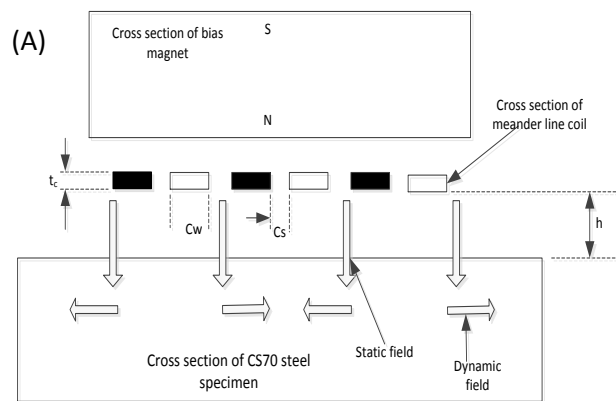 (A)
Cross section of bias
magnet
S
N
Cross section of
meander line coil
tc
Cw
Cs
h
Static field
Dynamic
field
Cross section of CS70 steel
specimen